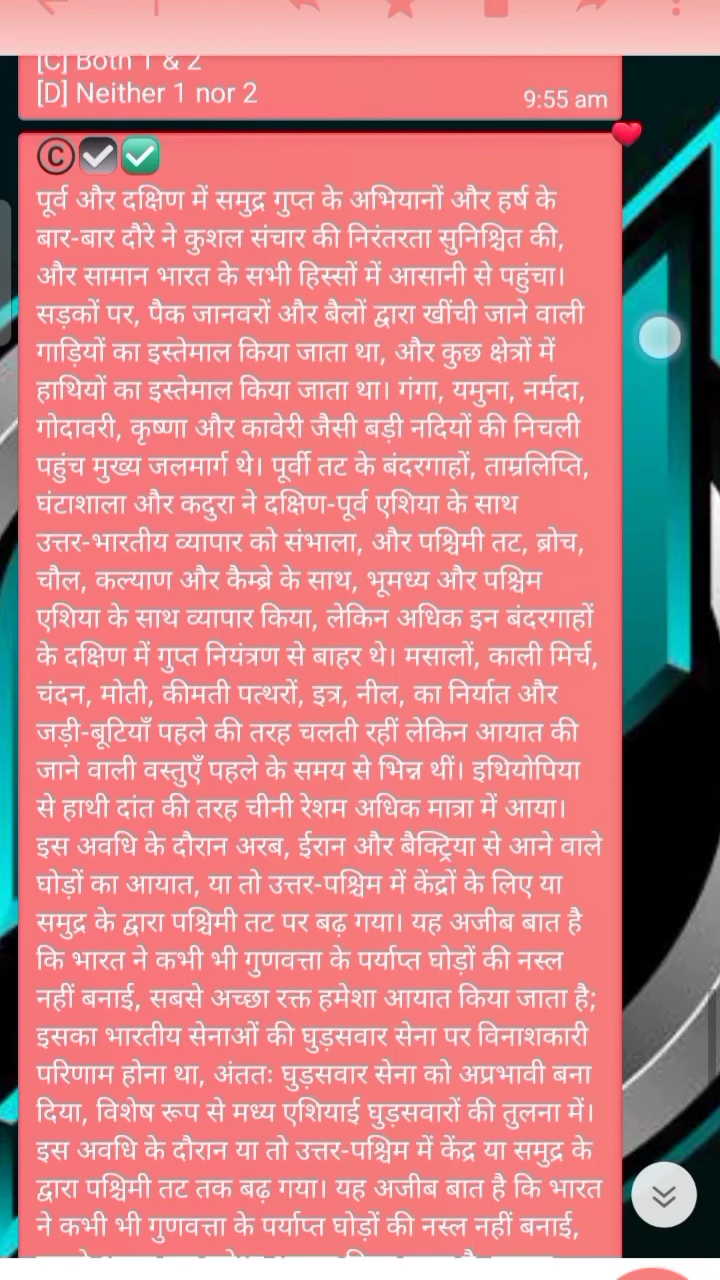 [C] Both 1 & 2
[D] Neither 1 nor 2
9:55 am
©
पूर्व और दक्षिण में समुद्र गुप्त के अभियानों और हर्ष के
बार-बार दौरे ने कुशल संचार की निरंतरता सुनिश्चित की,
और सामान भारत के सभी हिस्सों में आसानी से पहुंचा।
सड़कों पर, पैक जानवरों और बैलों द्वारा खींची जाने वाली
गाड़ियों का इस्तेमाल किया जाता था, और कुछ क्षेत्रों में
हाथियों का इस्तेमाल किया जाता था। गंगा, यमुना, नर्मदा,
गोदावरी, कृष्णा और कावेरी जैसी बड़ी नदियों की निचली
पहुंच मुख्य जलमार्ग थे। पूर्वी तट के बंदरगाहों, ताम्रलिप्ति,
घंटाशाला और कदुरा ने दक्षिण-पूर्व एशिया के साथ
उत्तर-भारतीय व्यापार को संभाला, और पश्चिमी तट, ब्रोच,
चौल, कल्याण और कैम्ब्रे के साथ, भूमध्य और पश्चिम
एशिया के साथ व्यापार किया, लेकिन अधिक इन बंदरगाहों
के दक्षिण में गुप्त नियंत्रण से बाहर थे। मसालों, काली मिर्च,
चंदन, मोती, कीमती पत्थरों, इत्र, नील, का निर्यात और
जड़ी-बूटियाँ पहले की तरह चलती रहीं लेकिन आयात की
जाने वाली वस्तुएँ पहले के समय से भिन्न थीं। इथियोपिया
से हाथी दांत की तरह चीनी रेशम अधिक मात्रा में आया।
इस अवधि के दौरान अरब, ईरान और बैक्ट्रिया से आने वाले
घोड़ों का आयात, या तो उत्तर-पश्चिम में केंद्रों के लिए या
समुद्र के द्वारा पश्चिमी तट पर बढ़ गया। यह अजीब बात है
कि भारत ने कभी भी गुणवत्ता के पर्याप्त घोड़ों की नस्ल
नहीं बनाई, सबसे अच्छा रक्त हमेशा आयात किया जाता है;
इसका भारतीय सेनाओं की घुड़सवार सेना पर विनाशकारी
परिणाम होना था, अंततः घुड़सवार सेना को अप्रभावी बना
दिया, विशेष रूप से मध्य एशियाई घुड़सवारों की तुलना में।
इस अवधि के दौरान या तो उत्तर-पश्चिम में केंद्र या समुद्र के
द्वारा पश्चिमी तट तक बढ़ गया। यह अजीब बात है कि भारत
ने कभी भी गुणवत्ता के पर्याप्त घोड़ों की नस्ल नहीं बनाई,